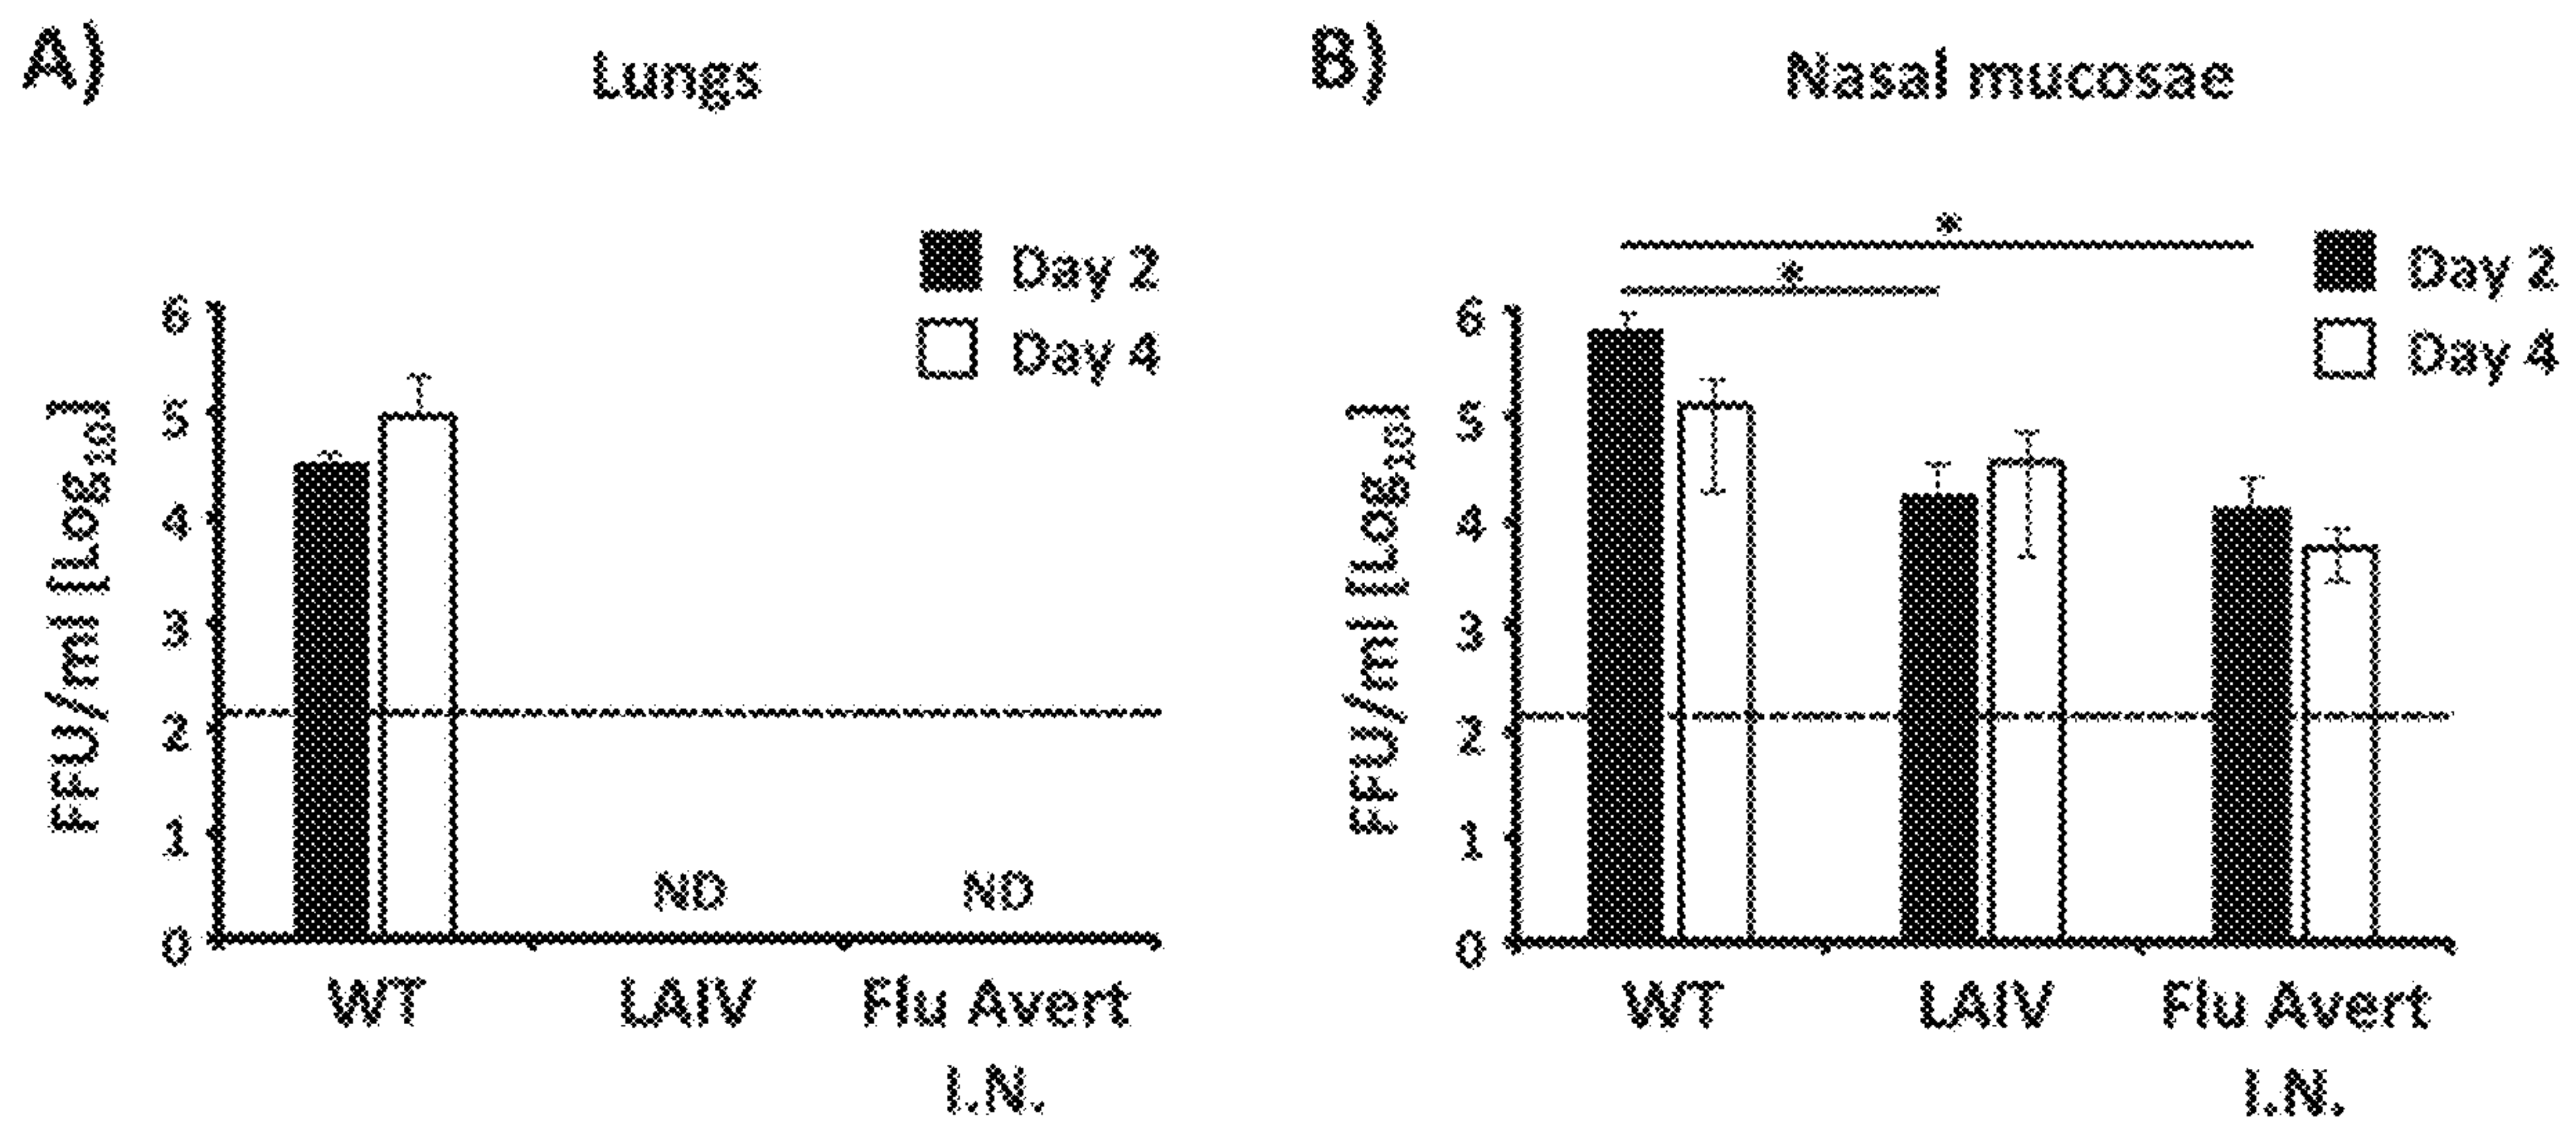 A)
Lungs
Day 2
Day 4
FFU/ml [Log10]
6
5
4
3
2
1
0
ND
ND
WT
LAIV
Flu Avert
I.N.
B)
Nasal mucosae
*
*
Day 2
Day 4
FFU/ml [Log10]
6
5
4
3
2
1
0
WT
LAIV
Flu Avert
I.N.